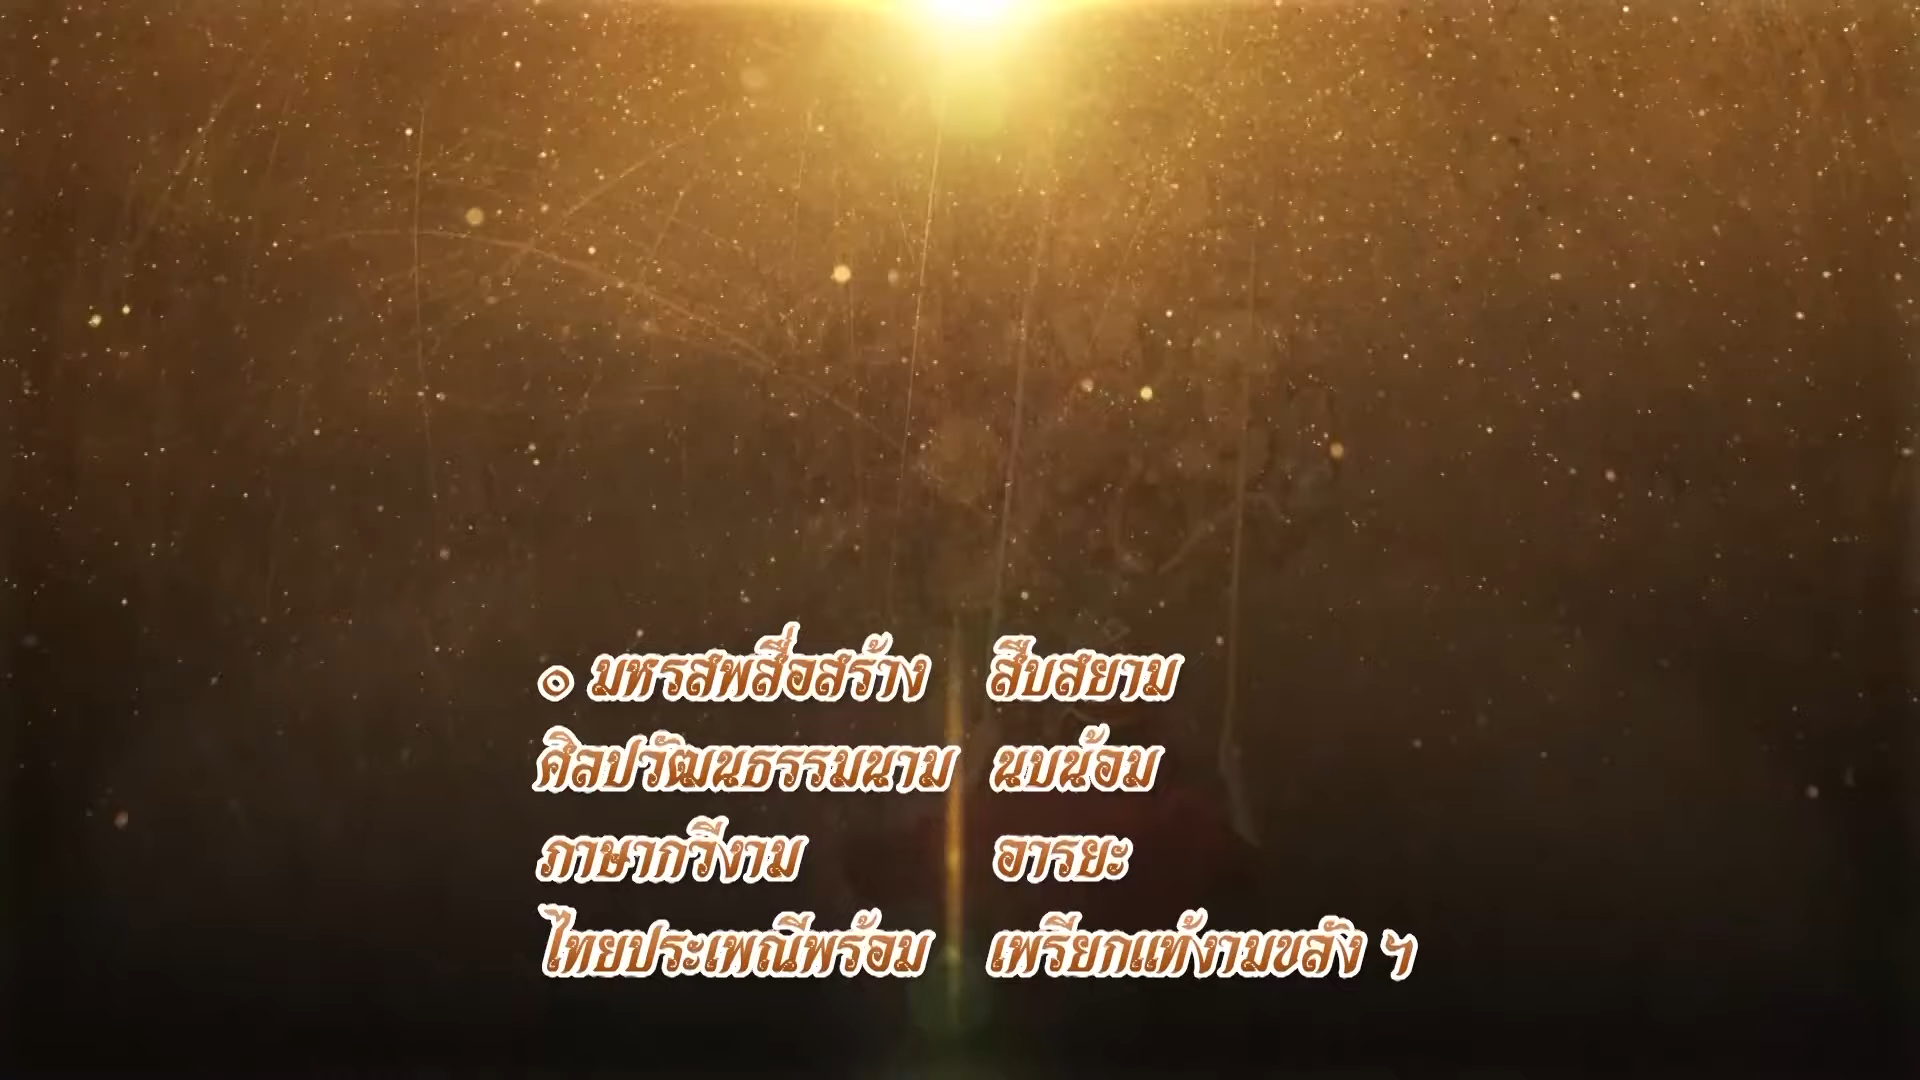 ๏ มหรสพสื่อสร้าง สืบสยาม
ศิลปวัฒนธรรมนาม นบน้อม
ภาษากวีงาม อารยะ
ไทยประเพณีพร้อม เพรียกแท้งามขลัง ฯ